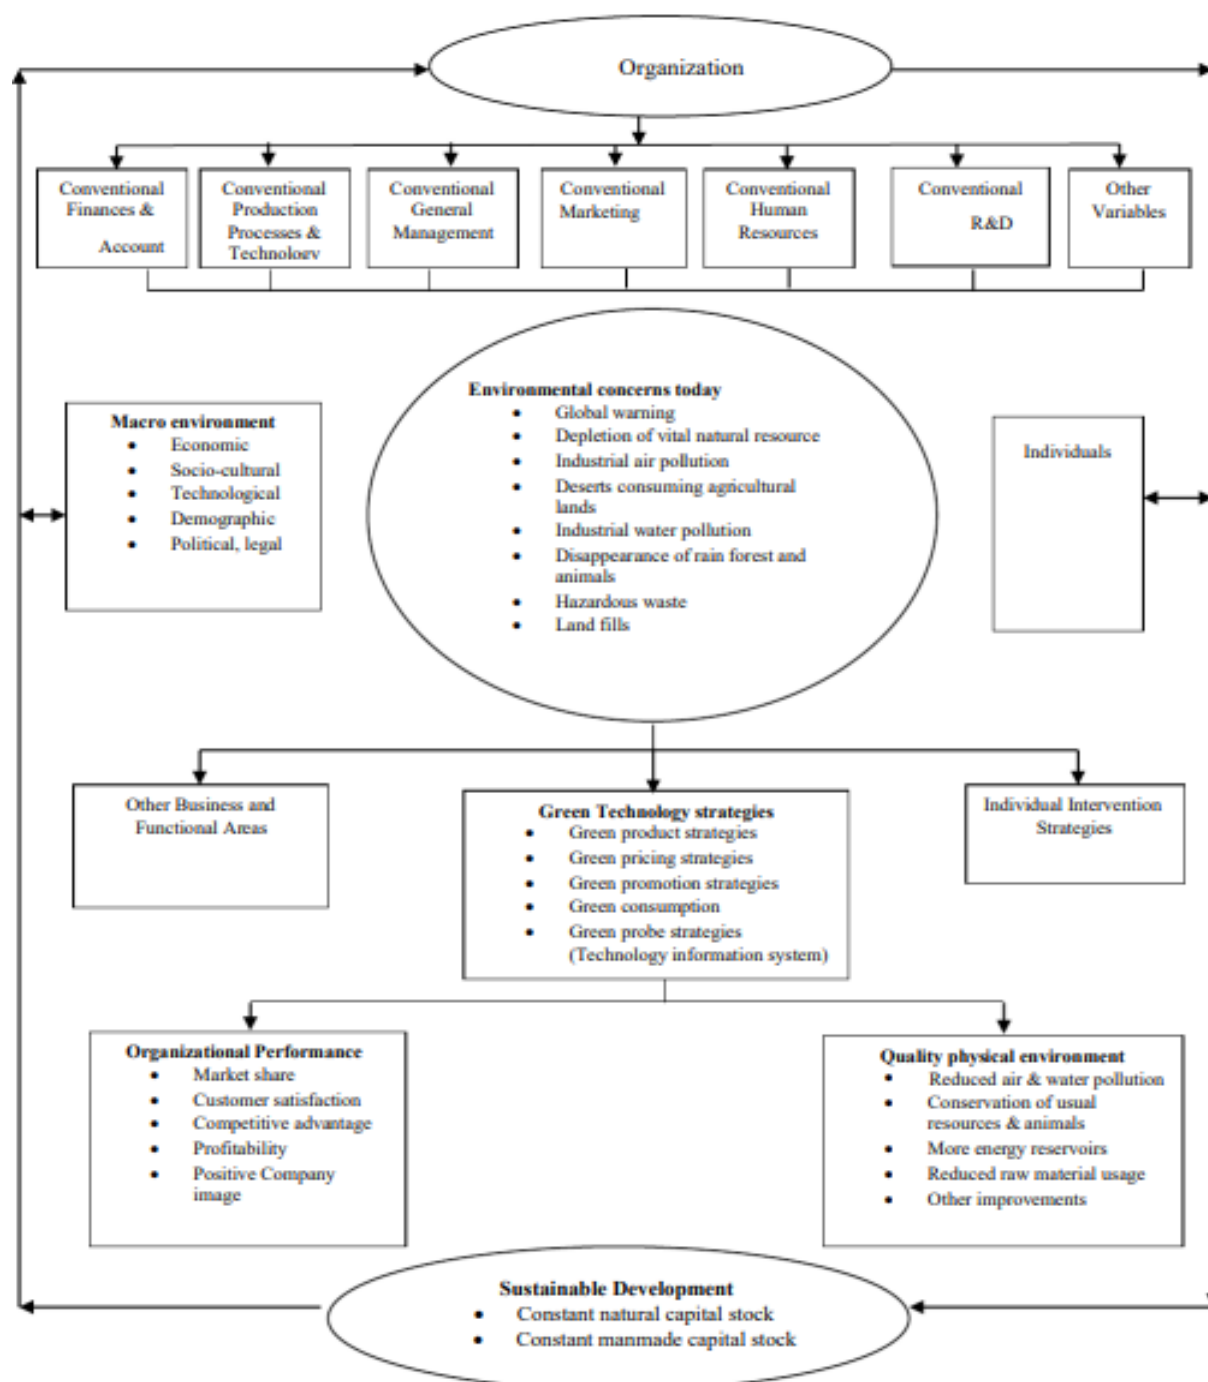 Organization
Conventional
Finances &
Account
Conventional
Production
Processes &
Technology
Conventional
General
Management
Conventional
Marketing
Conventional
Human
Resources
Conventional
R&D
Other
Variables
Macro environment
• Economic
• Socio-cultural
• Technological
• Demographic
• Political, legal
Environmental concerns today
• Global warning
• Depletion of vital natural resource
• Industrial air pollution
• Deserts consuming agricultural
lands
• Industrial water pollution
• Disappearance of rain forest and
animals
• Hazardous waste
• Land fills
Individuals
Other Business and
Functional Areas
Green Technology strategies
• Green product strategies
• Green pricing strategies
• Green promotion strategies
• Green consumption
• Green probe strategies
(Technology information system)
Individual Intervention
Strategies
Organizational Performance
• Market share
• Customer satisfaction
• Competitive advantage
• Profitability
• Positive Company
image
Quality physical environment
• Reduced air & water pollution
• Conservation of usual
resources & animals
• More energy reservoirs
• Reduced raw material usage
• Other improvements
Sustainable Development
• Constant natural capital stock
• Constant manmade capital stock